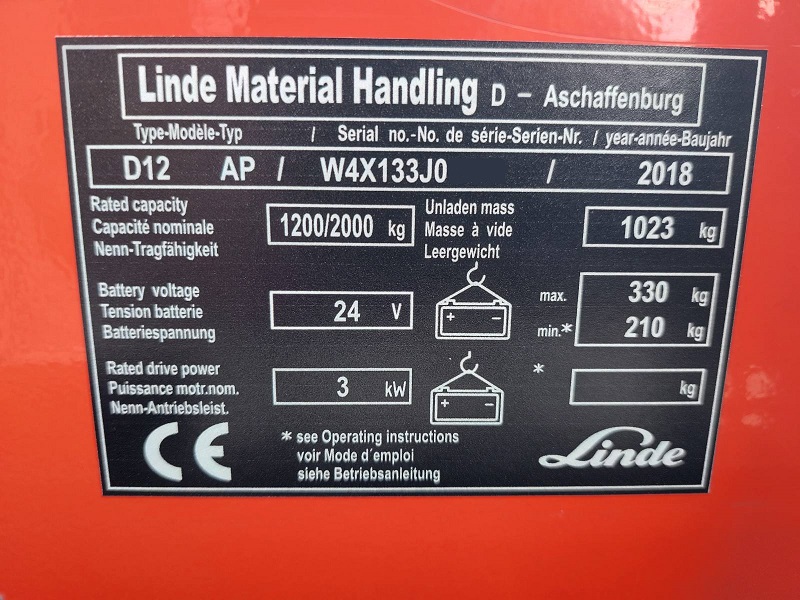 Linde Material Handling D - Aschaffenburg
Type-Modèle-Typ / Serial no.-No. de série-Serien-Nr. / year-année-Baujahr
D12 AP / W4X133J0 / 2018
Rated capacity
Capacité nominale
Nenn-Tragfähigkeit
1200/2000 kg
Unladen mass
Masse à vide
Leergewicht
1023 kg
Battery voltage
Tension batterie
Batteriespannung
24 V
+ -
max. 330 kg
min.* 210 kg
Rated drive power
Puissance motr.nom.
Nenn-Antriebsleist.
3 kW
+ -
* kg
CE
* see Operating instructions
voir Mode d´emploi
siehe Betriebsanleitung
Linde